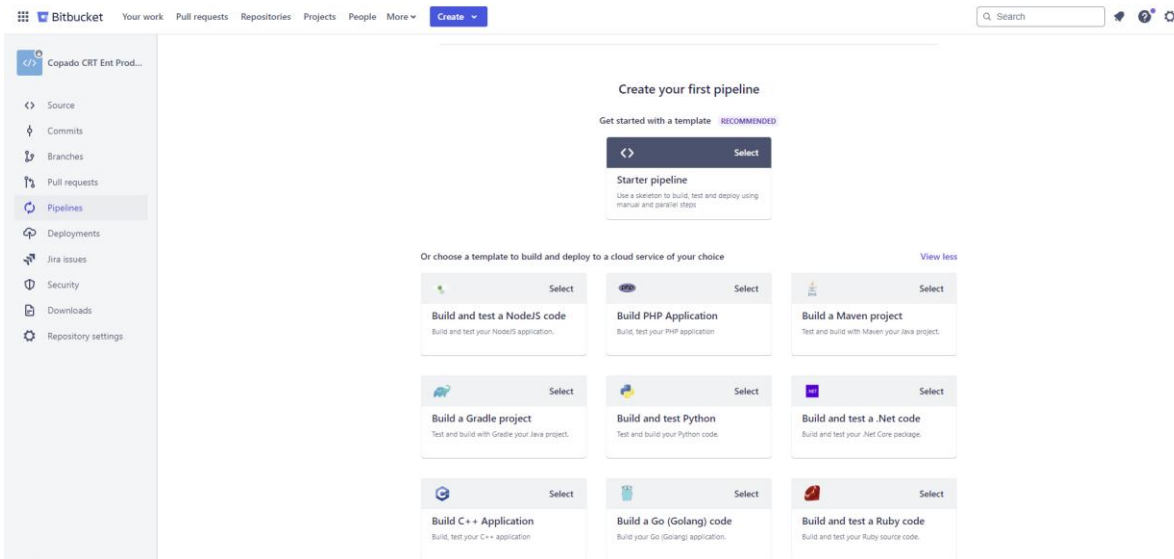 Bitbucket Your work Pull requests Repositories Projects People More Create Search
Copado CRT Ent Prod...
Source
Commits
Branches
Pull requests
Pipelines
Deployments
Jira issues
Security
Downloads
Repository settings
Create your first pipeline
Get started with a template RECOMMENDED
Select
Starter pipeline
Use a skeleton to build, test and deploy using
manual and parallel steps
Or choose a template to build and deploy to a cloud service of your choice View less
Select
Build and test a NodeJS code
Build and test your NodeJS application.
php
Select
Build PHP Application
Build, test your PHP application
Select
Build a Maven project
Test and build with Maven your Java project.
Select
Build a Gradle project
Test and build with Gradle your Java project.
Select
Build and test Python
Test and build your Python code.
.NET
Select
Build and test a .Net code
Build and test your .Net Core package.
Select
Build C++ Application
Build, test your C++ application
Select
Build a Go (Golang) code
Build your Go (Golang) application.
Select
Build and test a Ruby code
Build and test your Ruby source code.